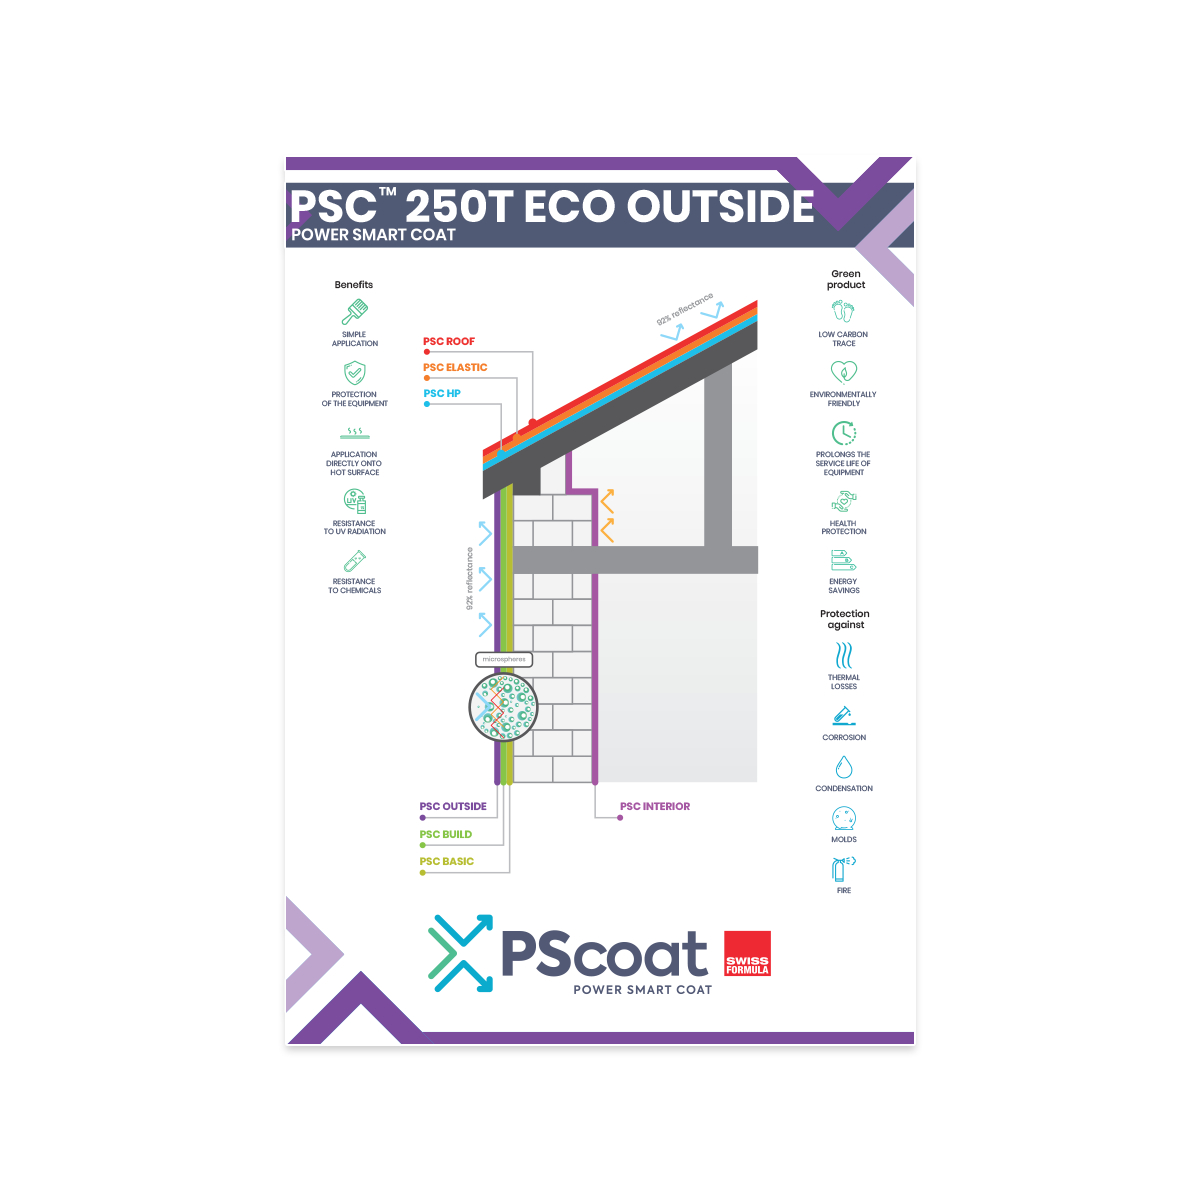 PSC™ 250T ECO OUTSIDE
POWER SMART COAT
Benefits
SIMPLE
APPLICATION
PROTECTION
OF THE EQUIPMENT
APPLICATION
DIRECTLY ONTO
HOT SURFACE
UV
RESISTANCE
TO UV RADIATION
RESISTANCE
TO CHEMICALS
PSC ROOF
PSC ELASTIC
PSC HP
92% reflectance
92% reflectance
microspheres
PSC OUTSIDE
PSC BUILD
PSC BASIC
PSC INTERIOR
Green
product
LOW CARBON
TRACE
ENVIRONMENTALLY
FRIENDLY
PROLONGS THE
SERVICE LIFE OF
EQUIPMENT
HEALTH
PROTECTION
ENERGY
SAVINGS
Protection
against
THERMAL
LOSSES
CORROSION
CONDENSATION
MOLDS
FIRE
PScoat
POWER SMART COAT
SWISS
FORMULA